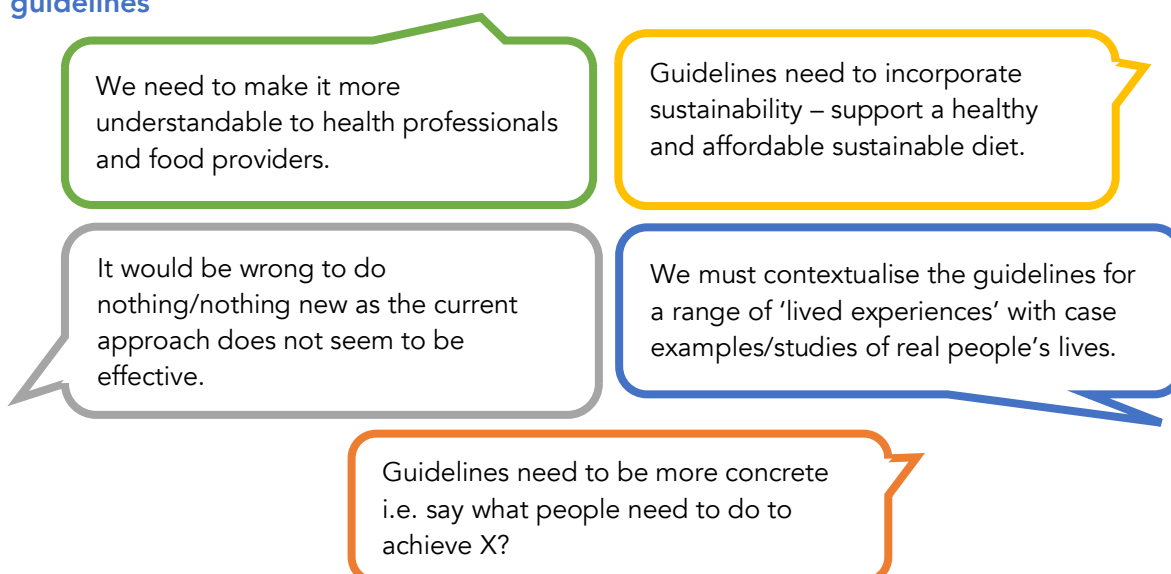 guidelines
We need to make it more
understandable to health professionals
and food providers.
Guidelines need to incorporate
sustainability – support a healthy
and affordable sustainable diet.
It would be wrong to do
nothing/nothing new as the current
approach does not seem to be
effective.
We must contextualise the guidelines for
a range of ‘lived experiences’ with case
examples/studies of real people’s lives.
Guidelines need to be more concrete
i.e. say what people need to do to
achieve X?